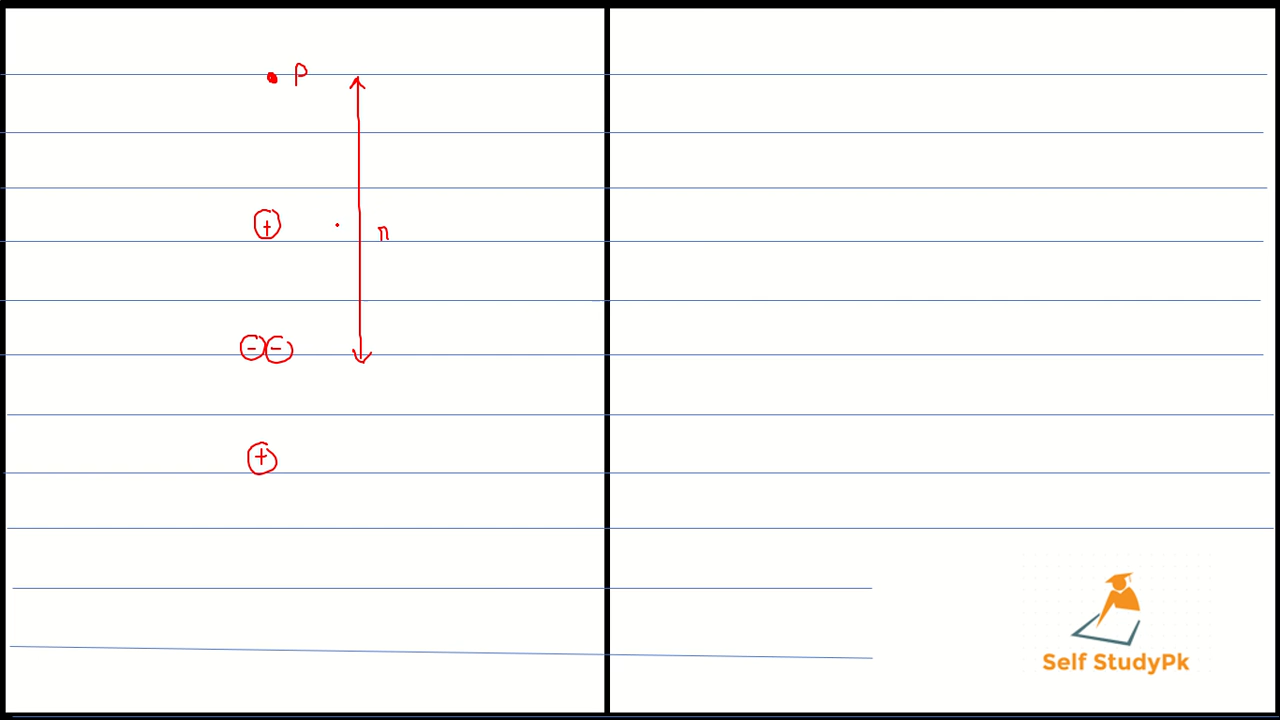 P
+
r
- -
+
Self StudyPk